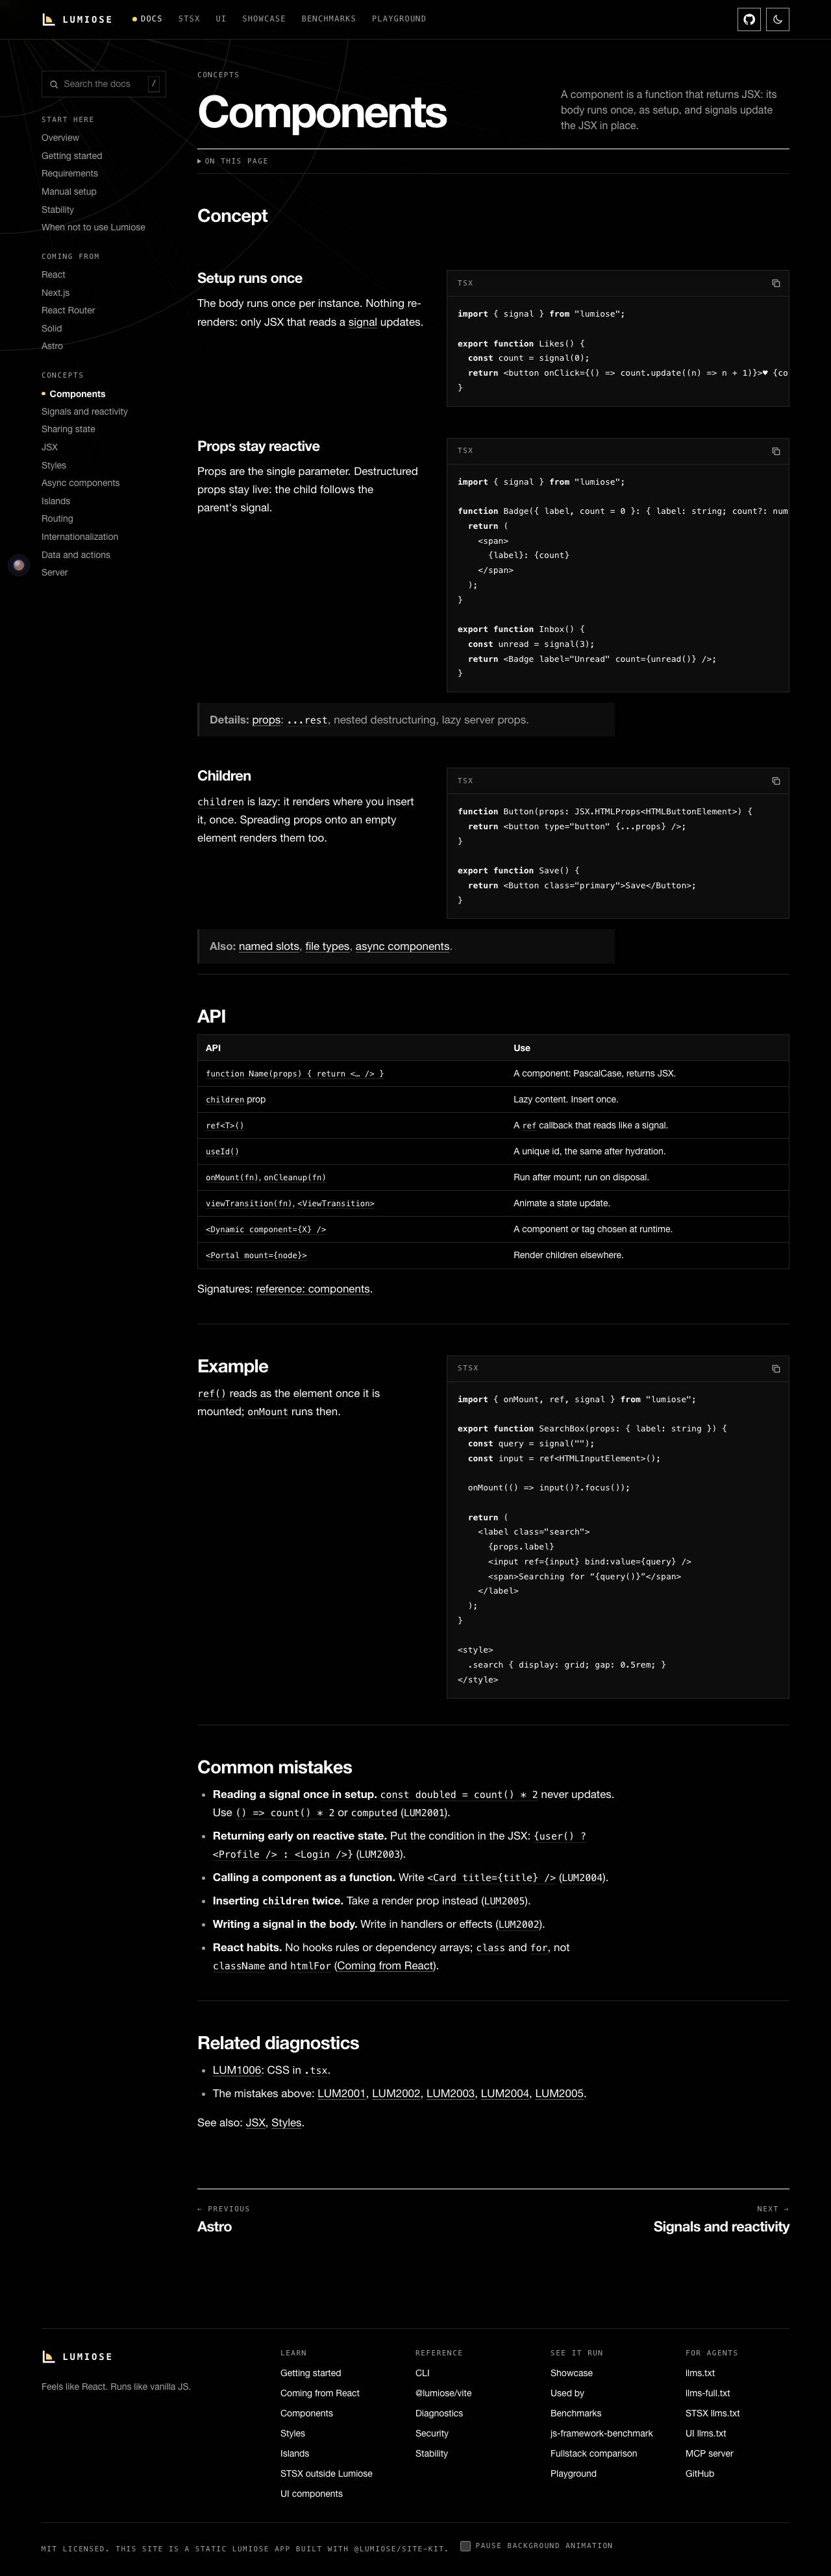 LUMIOSE
DOCS
STSX
UI
SHOWCASE
BENCHMARKS
PLAYGROUND
Search the docs
/
START HERE
Overview
Getting started
Requirements
Manual setup
Stability
When not to use Lumiose
COMING FROM
React
Next.js
React Router
Solid
Astro
CONCEPTS
Components
Signals and reactivity
Sharing state
JSX
Styles
Async components
Islands
Routing
Internationalization
Data and actions
Server
CONCEPTS
Components
A component is a function that returns JSX: its
body runs once, as setup, and signals update
the JSX in place.
▶ ON THIS PAGE
Concept
Setup runs once
The body runs once per instance. Nothing re-
renders: only JSX that reads a signal updates.
TSX
import { signal } from "lumiose";
export function Likes() {
  const count = signal(0);
  return <button onClick={() => count.update((n) => n + 1)}>♥ {co
}
Props stay reactive
Props are the single parameter. Destructured
props stay live: the child follows the
parent's signal.
TSX
import { signal } from "lumiose";
function Badge({ label, count = 0 }: { label: string; count?: num
  return (
    <span>
      {label}: {count}
    </span>
  );
}
export function Inbox() {
  const unread = signal(3);
  return <Badge label="Unread" count={unread()} />;
}
Details: props: ...rest, nested destructuring, lazy server props.
Children
children is lazy: it renders where you insert
it, once. Spreading props onto an empty
element renders them too.
TSX
function Button(props: JSX.HTMLProps<HTMLButtonElement>) {
  return <button type="button" {...props} />;
}
export function Save() {
  return <Button class="primary">Save</Button>;
}
Also: named slots, file types, async components.
API
API Use
function Name(props) { return <… /> } A component: PascalCase, returns JSX.
children prop Lazy content. Insert once.
ref<T>() A ref callback that reads like a signal.
useId() A unique id, the same after hydration.
onMount(fn), onCleanup(fn) Run after mount; run on disposal.
viewTransition(fn), <ViewTransition> Animate a state update.
<Dynamic component={X} /> A component or tag chosen at runtime.
<Portal mount={node}> Render children elsewhere.
Signatures: reference: components.
Example
ref() reads as the element once it is
mounted; onMount runs then.
STSX
import { onMount, ref, signal } from "lumiose";
export function SearchBox(props: { label: string }) {
  const query = signal("");
  const input = ref<HTMLInputElement>();
  onMount(() => input()?.focus());
  return (
    <label class="search">
      {props.label}
      <input ref={input} bind:value={query} />
      <span>Searching for “{query()}”</span>
    </label>
  );
}
<style>
  .search { display: grid; gap: 0.5rem; }
</style>
Common mistakes
• Reading a signal once in setup. const doubled = count() * 2 never updates.
Use () => count() * 2 or computed (LUM2001).
• Returning early on reactive state. Put the condition in the JSX: {user() ?
<Profile /> : <Login />} (LUM2003).
• Calling a component as a function. Write <Card title={title} /> (LUM2004).
• Inserting children twice. Take a render prop instead (LUM2005).
• Writing a signal in the body. Write in handlers or effects (LUM2002).
• React habits. No hooks rules or dependency arrays; class and for, not
className and htmlFor (Coming from React).
Related diagnostics
• LUM1006: CSS in .tsx.
• The mistakes above: LUM2001, LUM2002, LUM2003, LUM2004, LUM2005.
See also: JSX, Styles.
← PREVIOUS
Astro
NEXT →
Signals and reactivity
LUMIOSE
Feels like React. Runs like vanilla JS.
LEARN
Getting started
Coming from React
Components
Styles
Islands
STSX outside Lumiose
UI components
REFERENCE
CLI
@lumiose/vite
Diagnostics
Security
Stability
SEE IT RUN
Showcase
Used by
Benchmarks
js-framework-benchmark
Fullstack comparison
Playground
FOR AGENTS
llms.txt
llms-full.txt
STSX llms.txt
UI llms.txt
MCP server
GitHub
MIT LICENSED. THIS SITE IS A STATIC LUMIOSE APP BUILT WITH @LUMIOSE/SITE-KIT.
PAUSE BACKGROUND ANIMATION